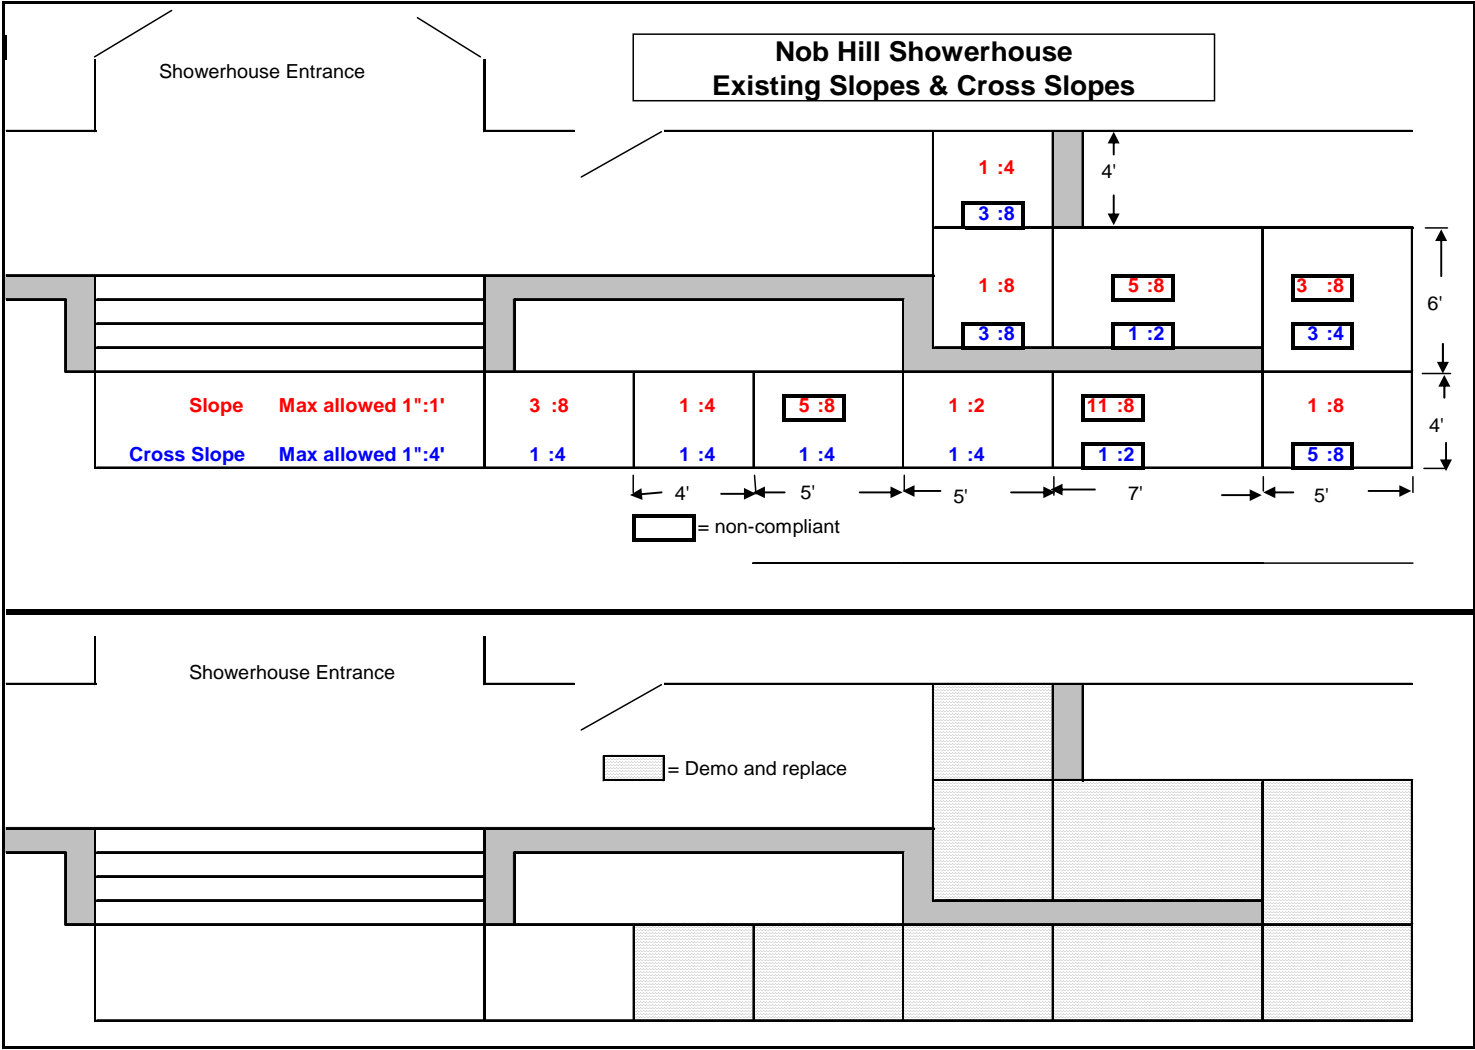 Nob Hill Showerhouse
Existing Slopes & Cross Slopes
Showerhouse Entrance
1 :4
4'
3 :8
1 :8
5 :8
3 :8
6'
3 :8
1 :2
3 :4
Slope Max allowed 1":1' 3 :8 1 :4 5 :8 1 :2 11 :8 1 :8
4'
Cross Slope Max allowed 1":4' 1 :4 1 :4 1 :4 1 :4 1 :2 5 :8
4' 5' 5' 7' 5'
= non-compliant
Showerhouse Entrance
= Demo and replace